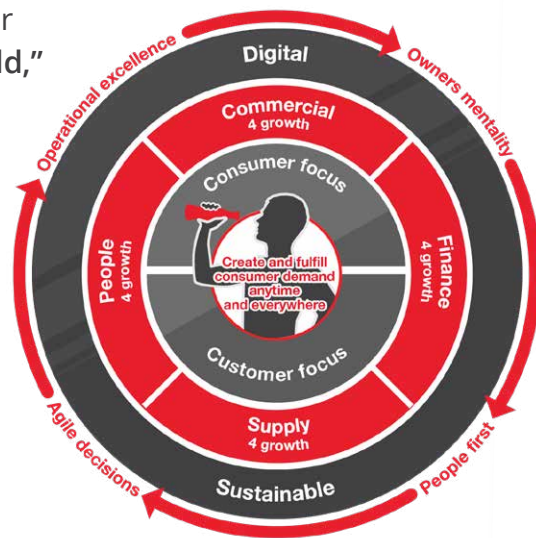 r
ld,”
Digital
Operational excellence
Owners mentality
Commercial
4 growth
Consumer focus
People
4 growth
Create and fulfill
consumer demand
anytime
and everywhere
Finance
4 growth
Customer focus
Supply
4 growth
Agile decisions
People first
Sustainable